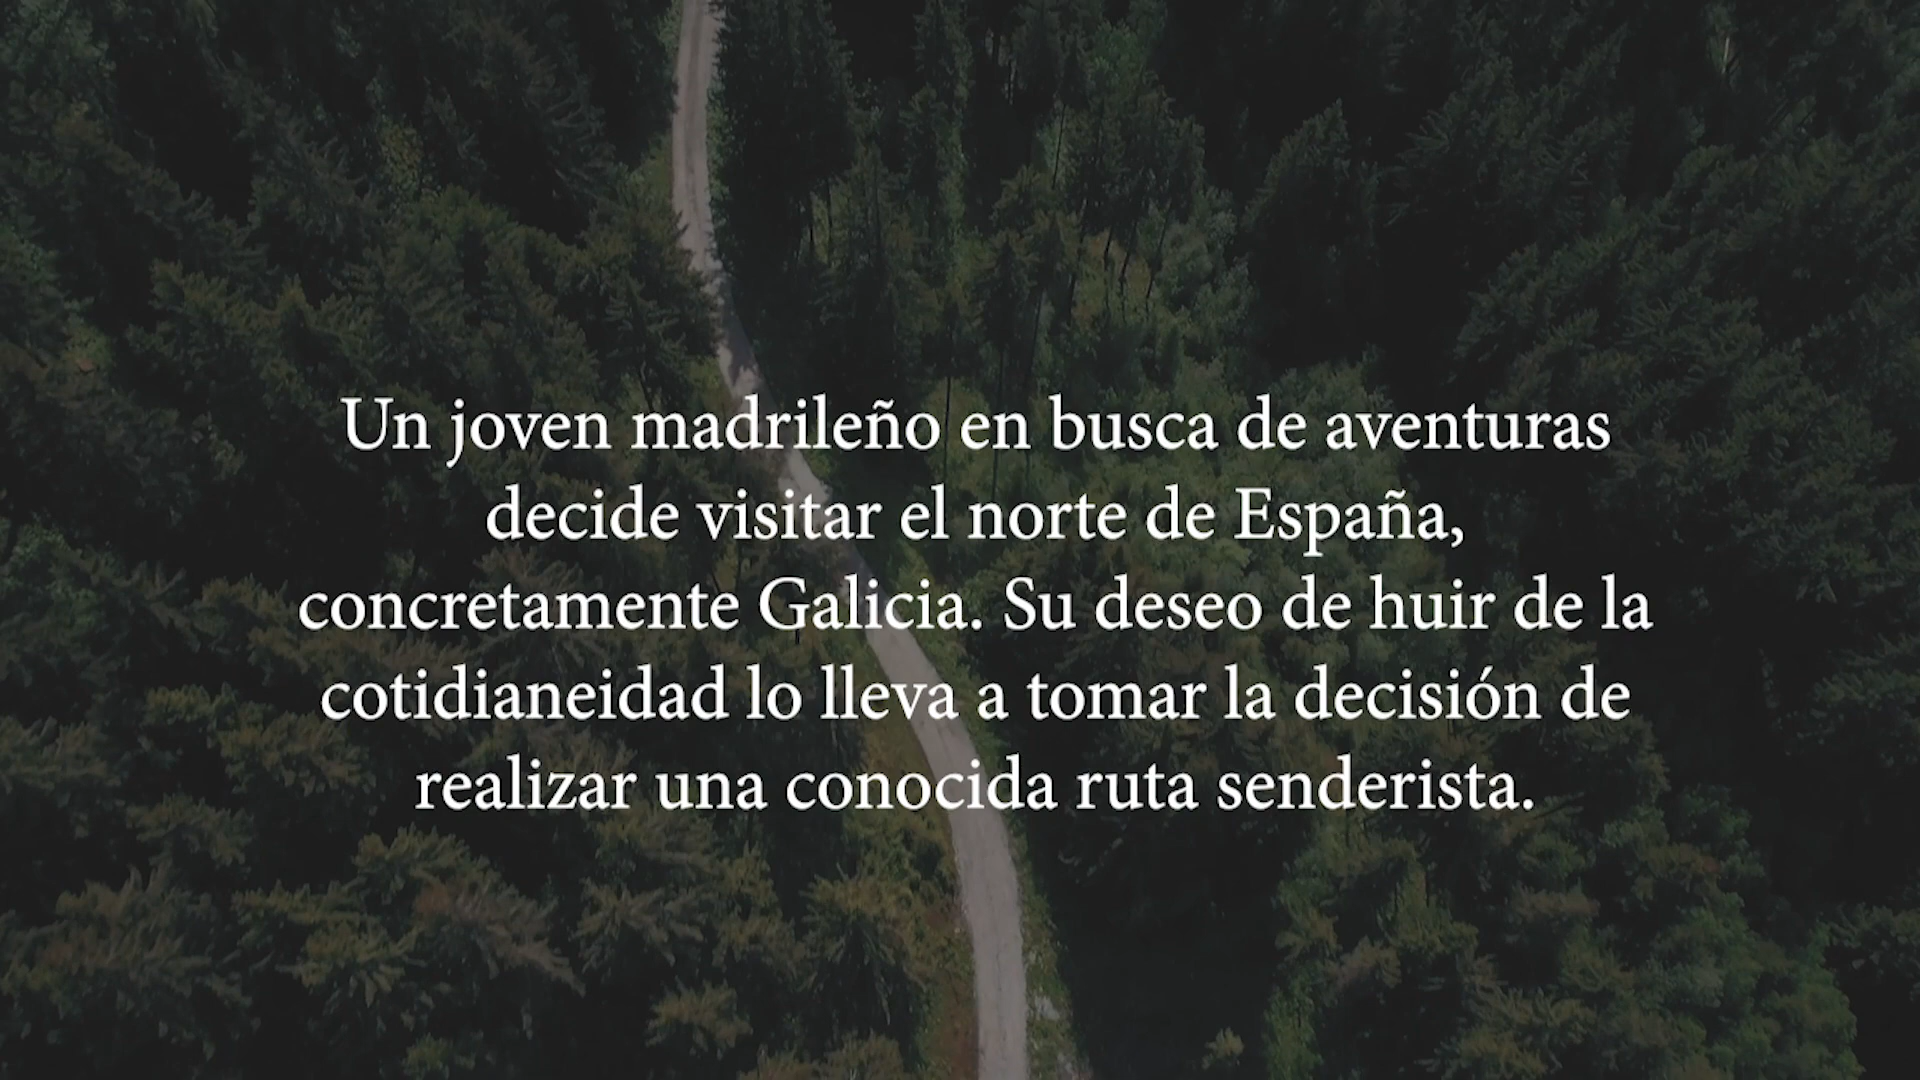 Un joven madrileño en busca de aventuras
decide visitar el norte de España,
concretamente Galicia. Su deseo de huir de la
cotidianeidad lo lleva a tomar la decisión de
realizar una conocida ruta senderista.